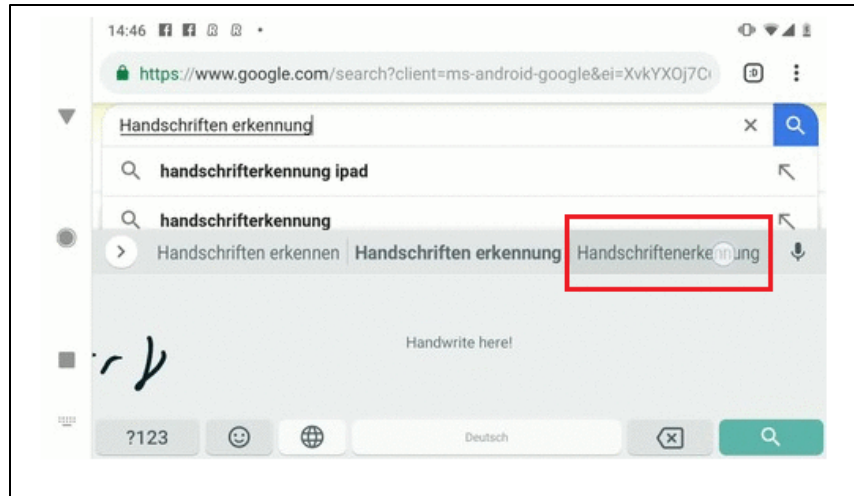 14:46
https://www.google.com/search?client=ms-android-google&ei=XvkYXOj7C
:D
Handschriften erkennung
handschrifterkennung ipad
handschrifterkennung
Handschriften erkennen Handschriften erkennung Handschriftenerkennung
Handwrite here!
?123 Deutsch